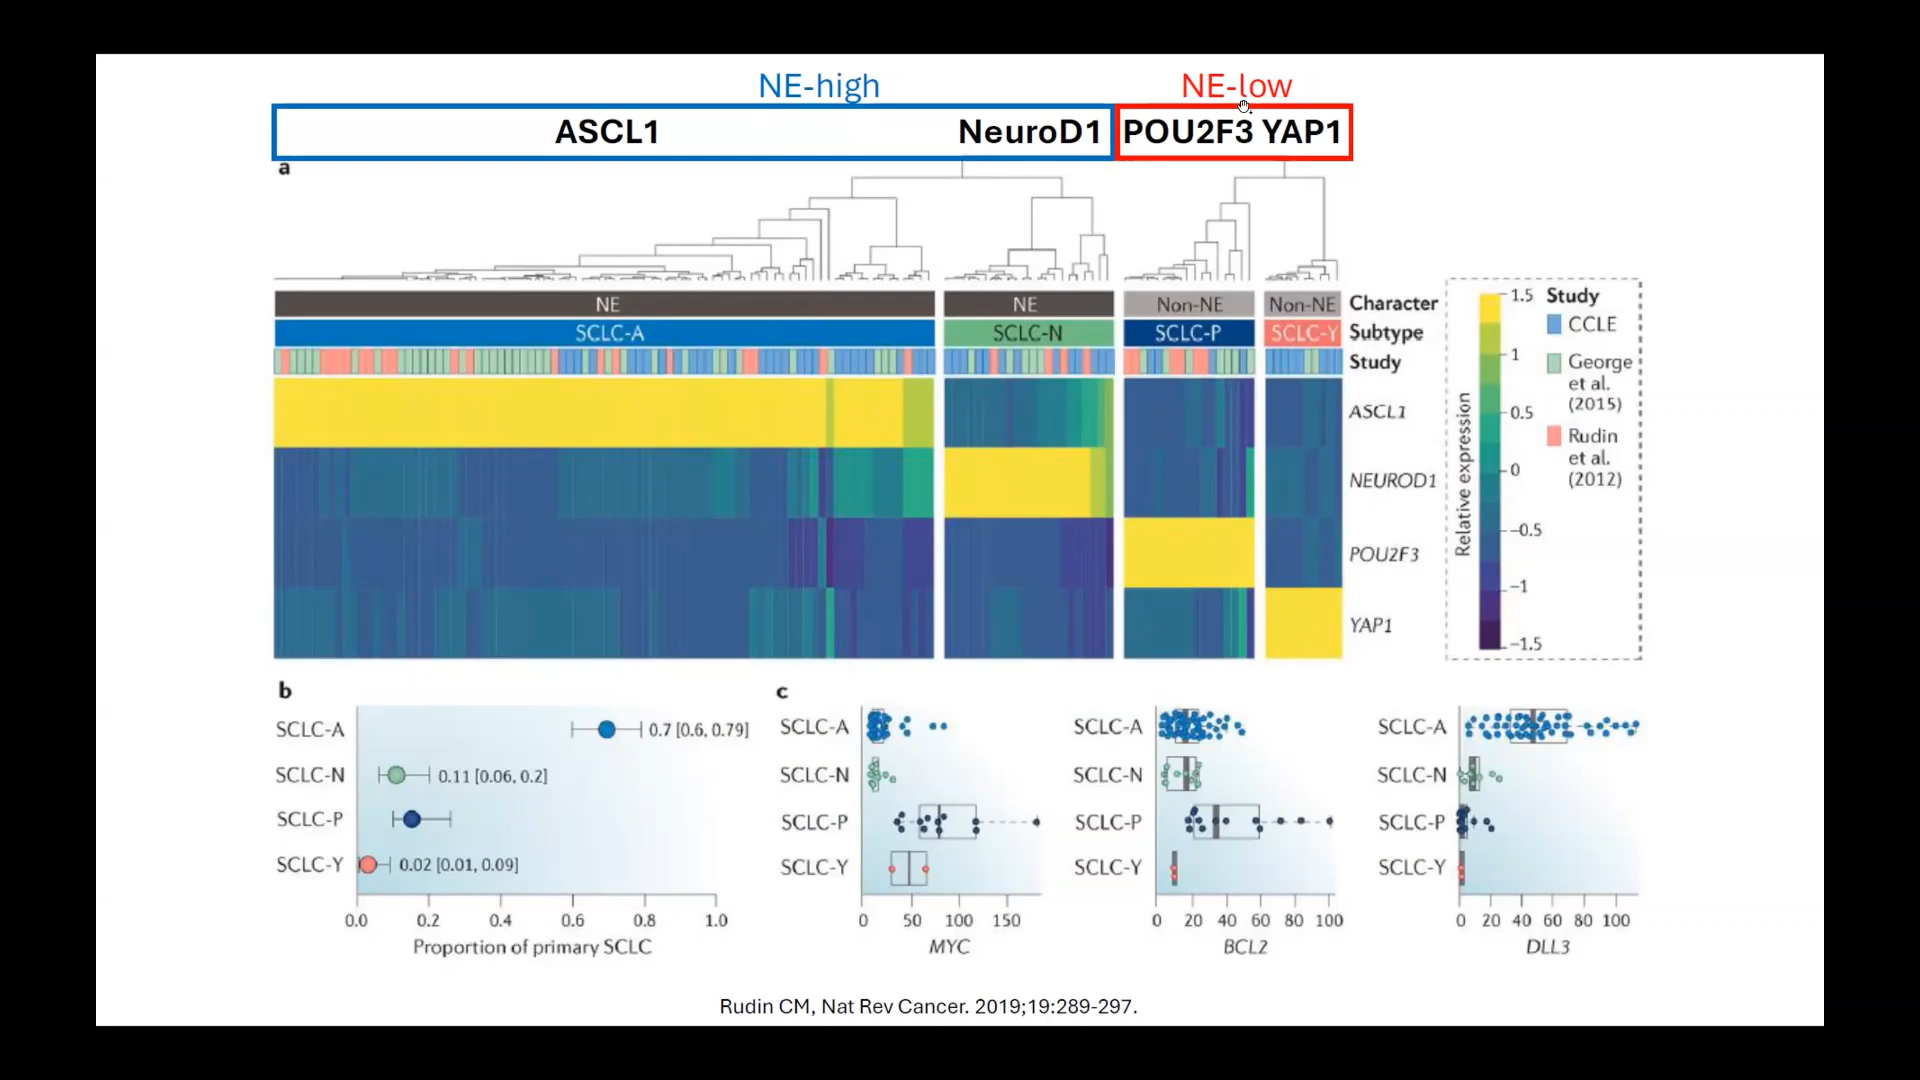 NE-high
NE-low
ASCL1
NeuroD1
POU2F3 YAP1
a
NE
NE
Non-NE
Non-NE
Character
SCLC-A
SCLC-N
SCLC-P
SCLC-Y
Subtype
Study
ASCL1
NEUROD1
POU2F3
YAP1
Relative expression
1.5
1
0.5
0
−0.5
−1
−1.5
Study
CCLE
George
et al.
(2015)
Rudin
et al.
(2012)
b
SCLC-A
0.7 [0.6, 0.79]
SCLC-N
0.11 [0.06, 0.2]
SCLC-P
SCLC-Y
0.02 [0.01, 0.09]
0.0
0.2
0.4
0.6
0.8
1.0
Proportion of primary SCLC
c
SCLC-A
SCLC-N
SCLC-P
SCLC-Y
0
50
100
150
MYC
SCLC-A
SCLC-N
SCLC-P
SCLC-Y
0
20
40
60
80
100
BCL2
SCLC-A
SCLC-N
SCLC-P
SCLC-Y
0
20
40
60
80
100
DLL3
Rudin CM, Nat Rev Cancer. 2019;19:289-297.